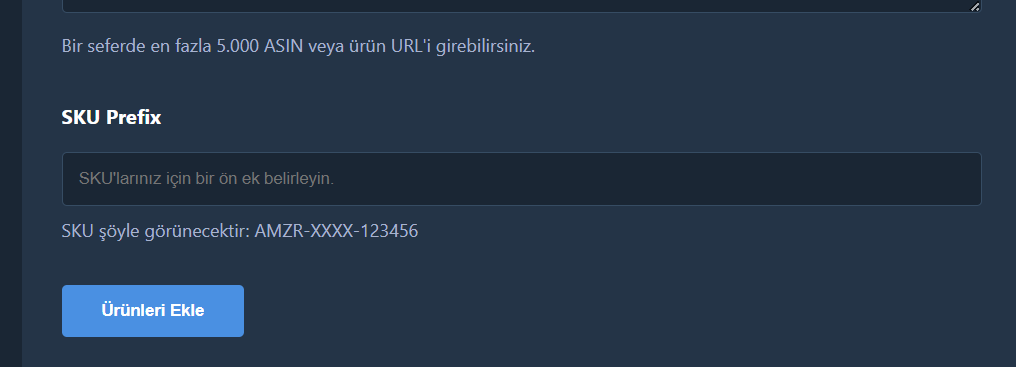 Bir seferde en fazla 5.000 ASIN veya ürün URL'i girebilirsiniz.
SKU Prefix
SKU'larınız için bir ön ek belirleyin.
SKU şöyle görünecektir: AMZR-XXXX-123456
Ürünleri Ekle